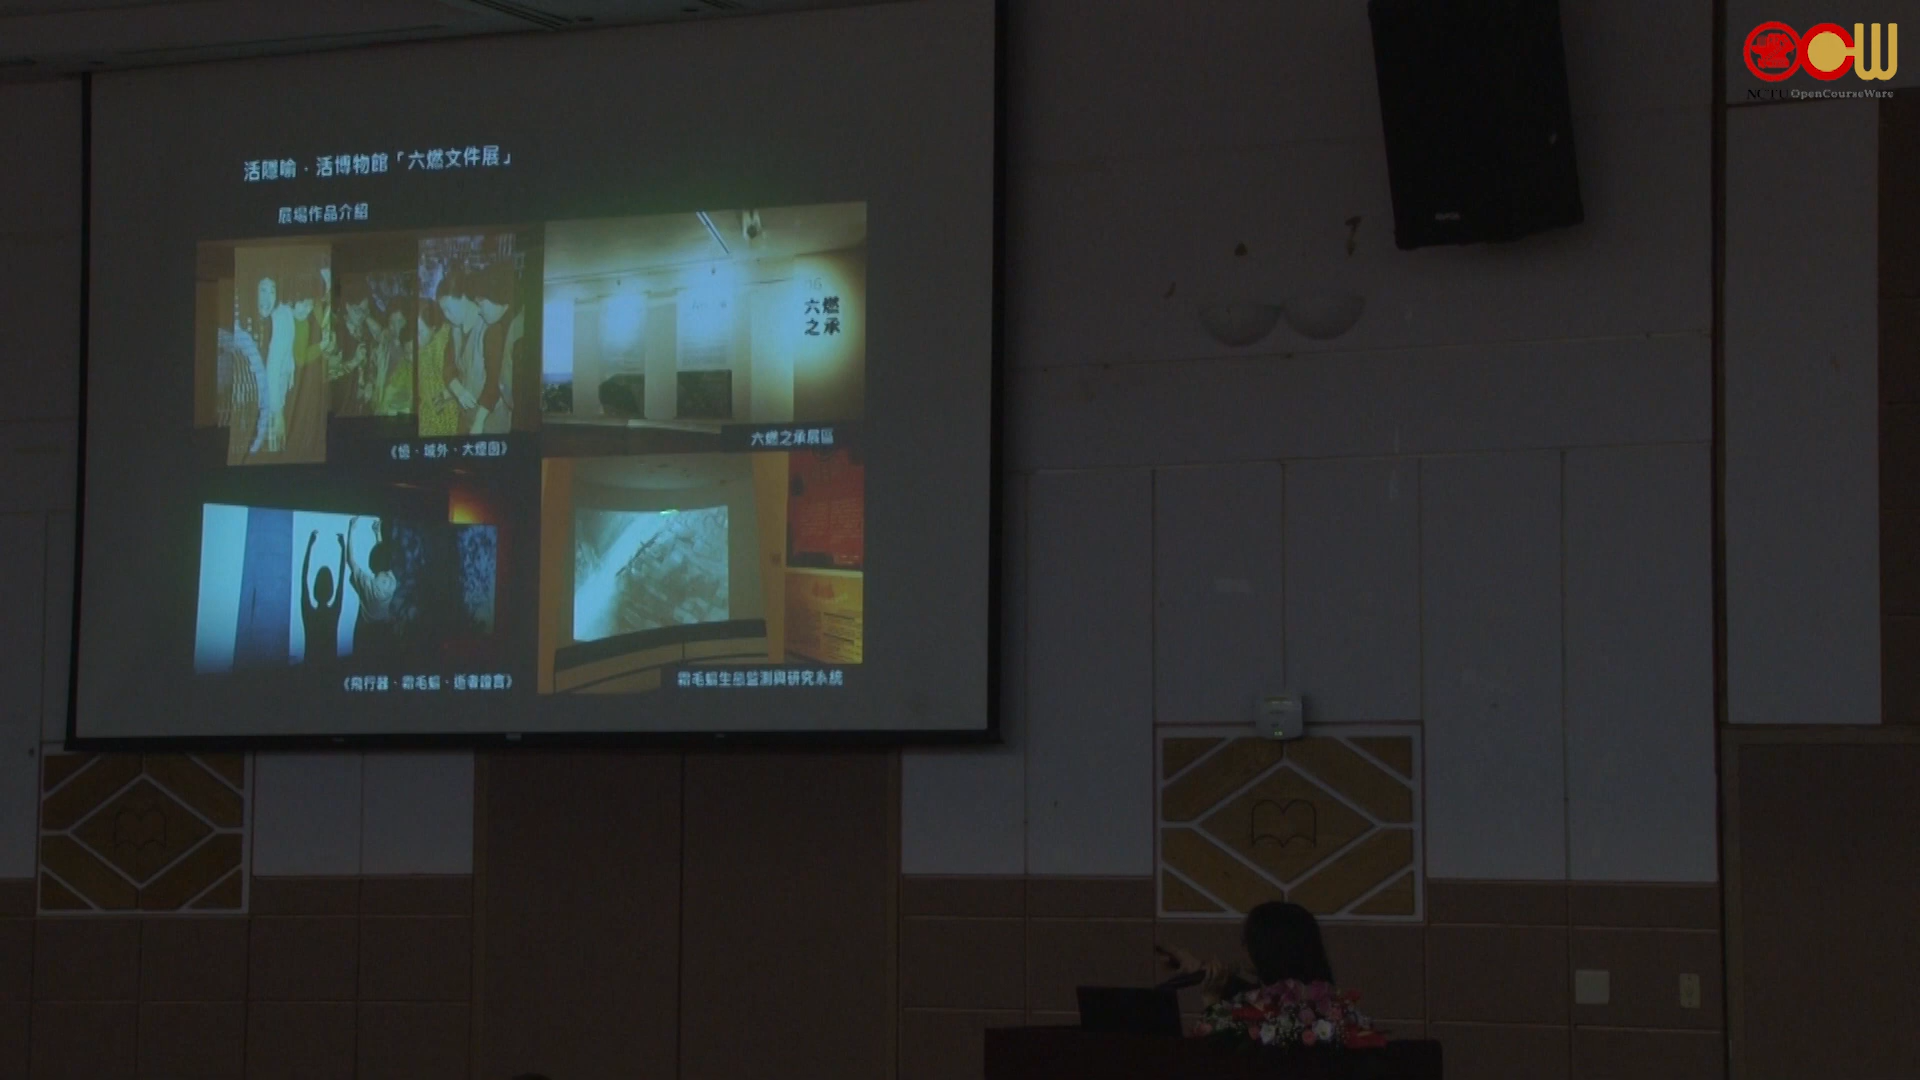 OCW
NCTU OpenCourseWare
活隱喻．活博物館「六燃文件展」
展場作品介紹
六燃
之承
《憶．域外．大煙囪》
六燃之承展區
《飛行器．霜毛蝠．逝者證言》
霜毛蝠生態監測與研究系統